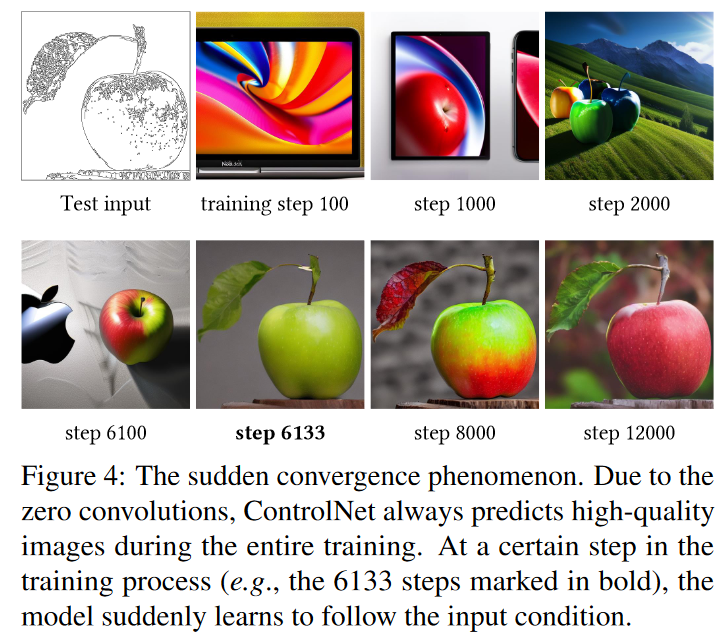 Test input
training step 100
step 1000
step 2000
step 6100
step 6133
step 8000
step 12000
Figure 4: The sudden convergence phenomenon. Due to the
zero convolutions, ControlNet always predicts high-quality
images during the entire training. At a certain step in the
training process (e.g., the 6133 steps marked in bold), the
model suddenly learns to follow the input condition.